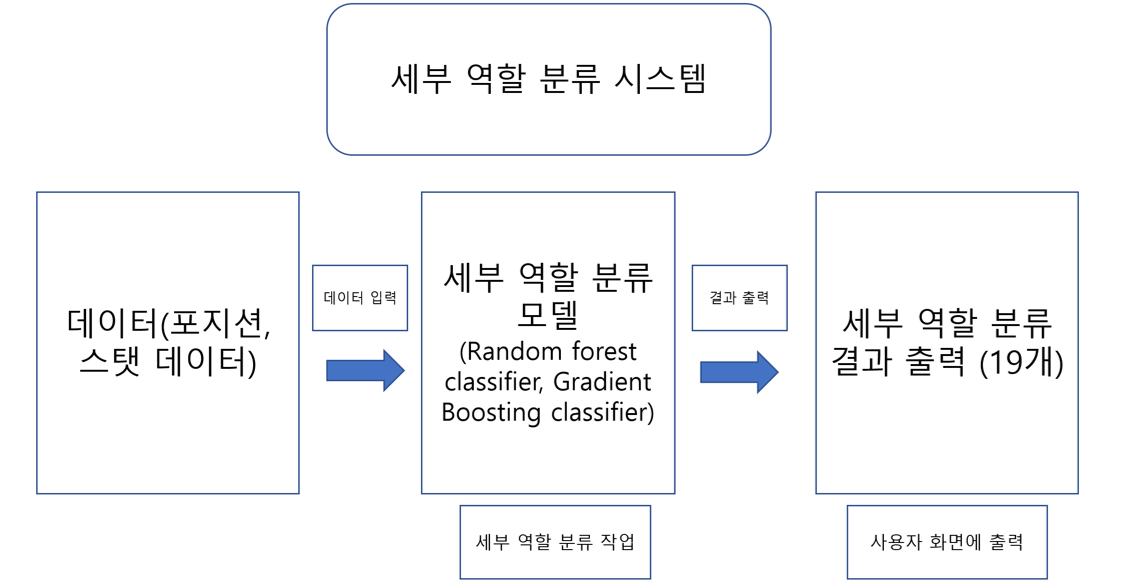 세부 역할 분류 시스템
데이터(포지션,
스탯 데이터)
데이터 입력
세부 역할 분류
모델
(Random forest
classifier, Gradient
Boosting classifier)
세부 역할 분류 작업
결과 출력
세부 역할 분류
결과 출력 (19개)
사용자 화면에 출력